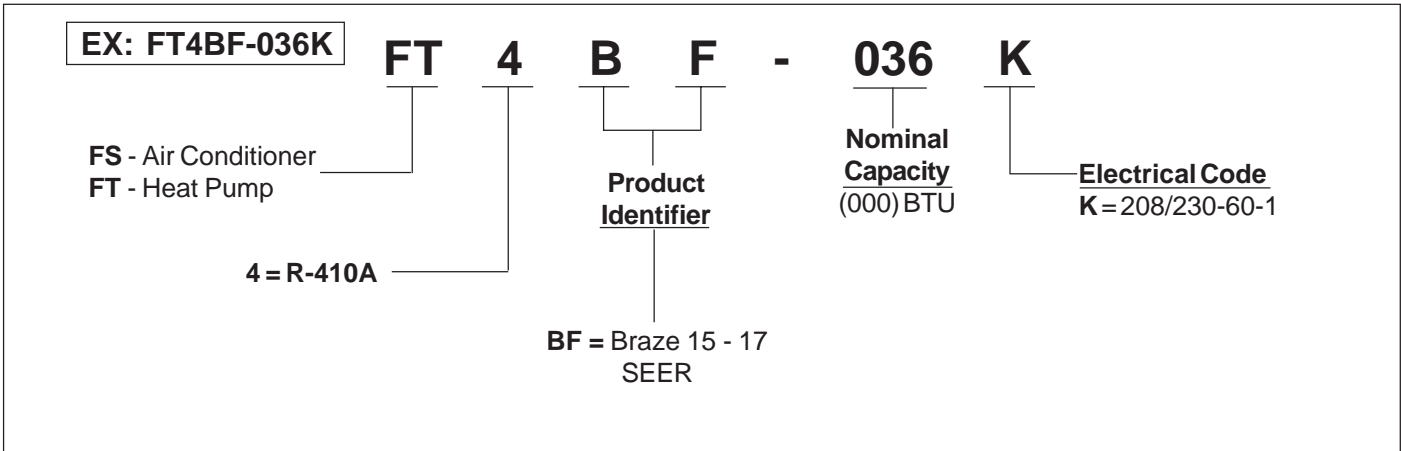 EX: FT4BF-036K
FT 4 B F - 036 K
FS - Air Conditioner
FT - Heat Pump
4 = R-410A
Product
Identifier
BF = Braze 15 - 17
SEER
Nominal
Capacity
(000) BTU
Electrical Code
K = 208/230-60-1